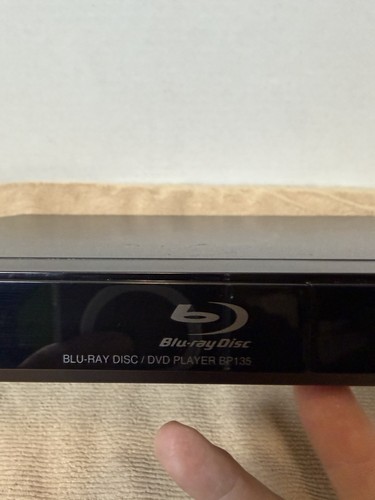 Blu-ray Disc
BLU-RAY DISC / DVD PLAYER BP135